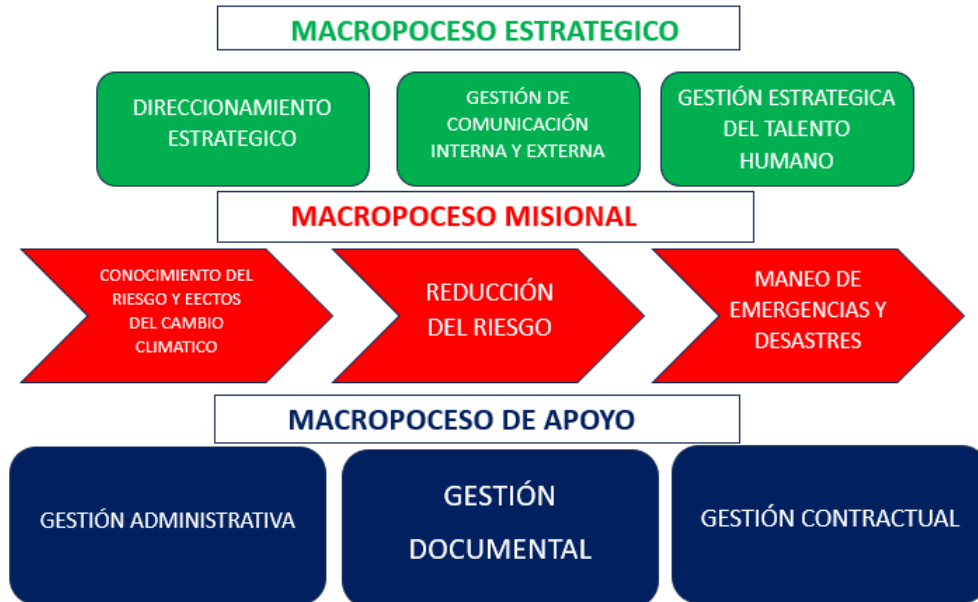 MACROPOCESO ESTRATEGICO
DIRECCIONAMIENTO
ESTRATEGICO
GESTIÓN DE
COMUNICACIÓN
INTERNA Y EXTERNA
GESTIÓN ESTRATEGICA
DEL TALENTO
HUMANO
MACROPOCESO MISIONAL
CONOCIMIENTO DEL
RIESGO Y EECTOS
DEL CAMBIO
CLIMATICO
REDUCCIÓN
DEL RIESGO
MANEO DE
EMERGENCIAS Y
DESASTRES
MACROPOCESO DE APOYO
GESTIÓN ADMINISTRATIVA
GESTIÓN
DOCUMENTAL
GESTIÓN CONTRACTUAL